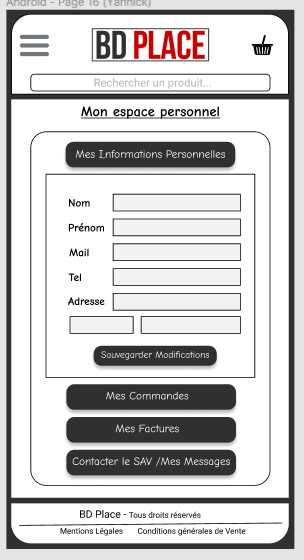 Android - Page 16 (Yannick)
BD PLACE
Rechercher un produit...
Mon espace personnel
Mes Informations Personnelles
Nom
Prénom
Mail
Tel
Adresse
Sauvegarder Modifications
Mes Commandes
Mes Factures
Contacter le SAV /Mes Messages
BD Place - Tous droits réservés
Mentions Légales Conditions générales de Vente